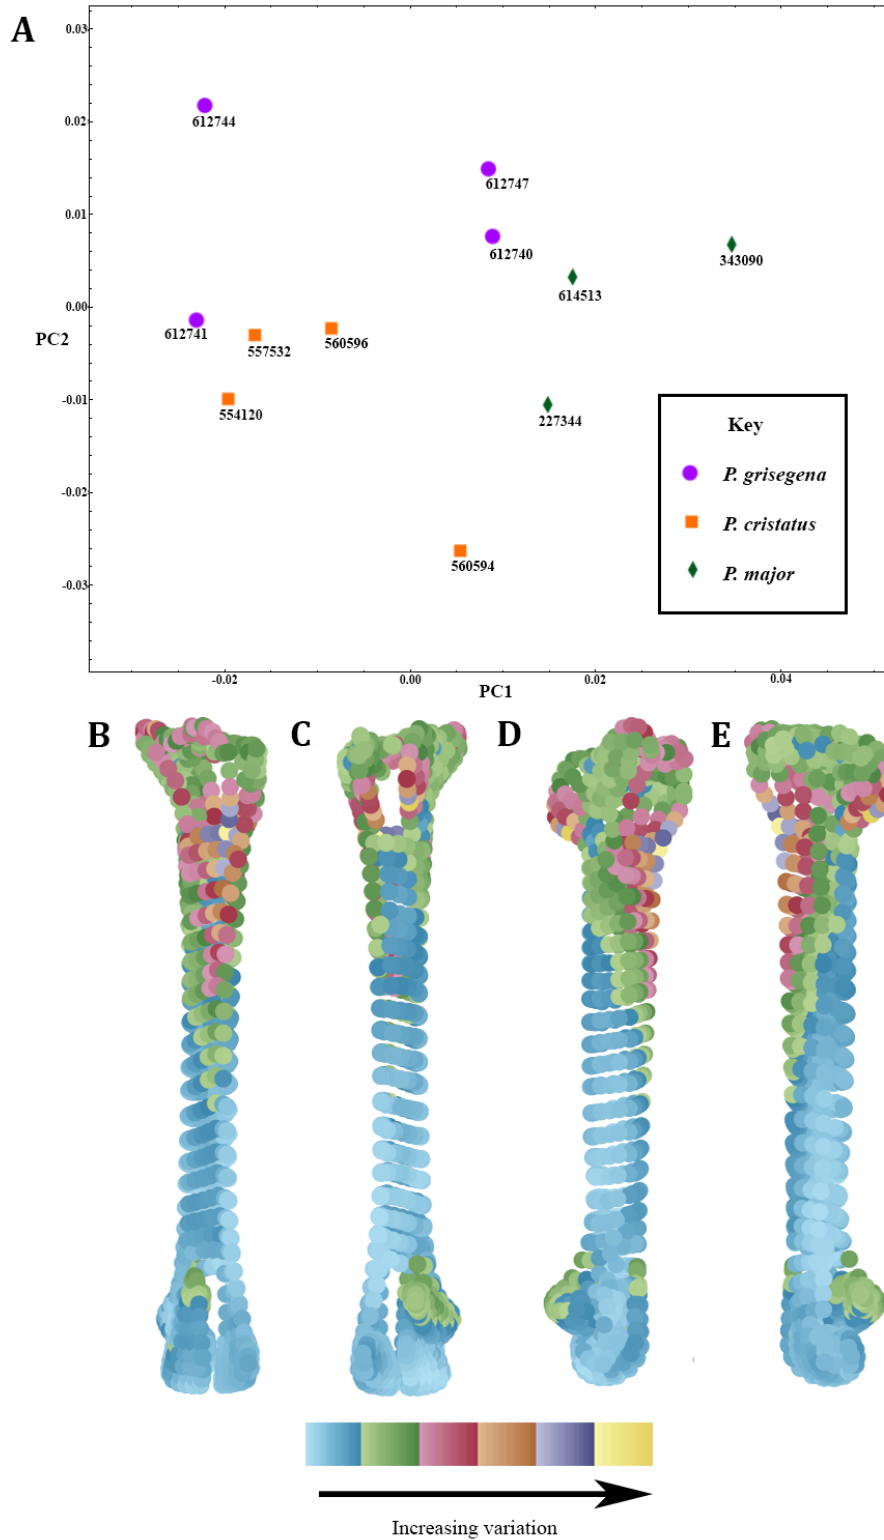 A
0.03
0.02
612744
612747
0.01
612740
343090
614513
0.00
612741
PC2
557532
560596
-0.01
554120
227344
Key
P. grisegena
-0.02
P. cristatus
560594
P. major
-0.03
-0.02
0.00
0.02
0.04
PC1
B
C
D
E
Increasing variation